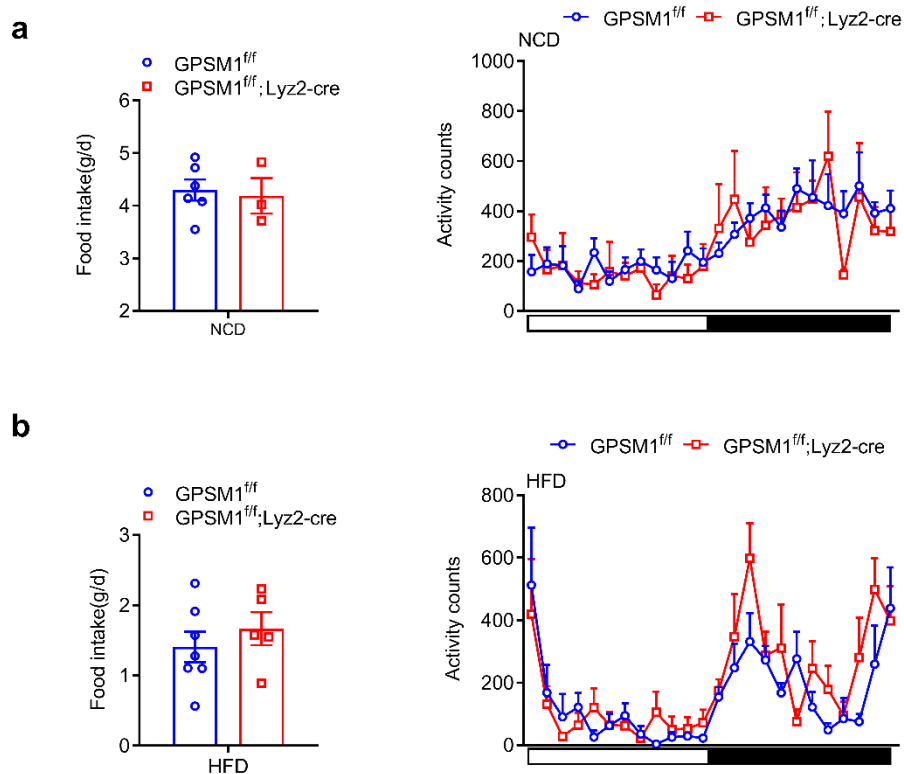 a
GPSM1f/f
GPSM1f/f;Lyz2-cre
Food intake(g/d)
6
5
4
3
2
NCD
GPSM1f/f GPSM1f/f;Lyz2-cre
NCD
Activity counts
1000
800
600
400
200
0
b
GPSM1f/f
GPSM1f/f;Lyz2-cre
Food intake(g/d)
3
2
1
0
HFD
GPSM1f/f GPSM1f/f;Lyz2-cre
HFD
Activity counts
800
600
400
200
0